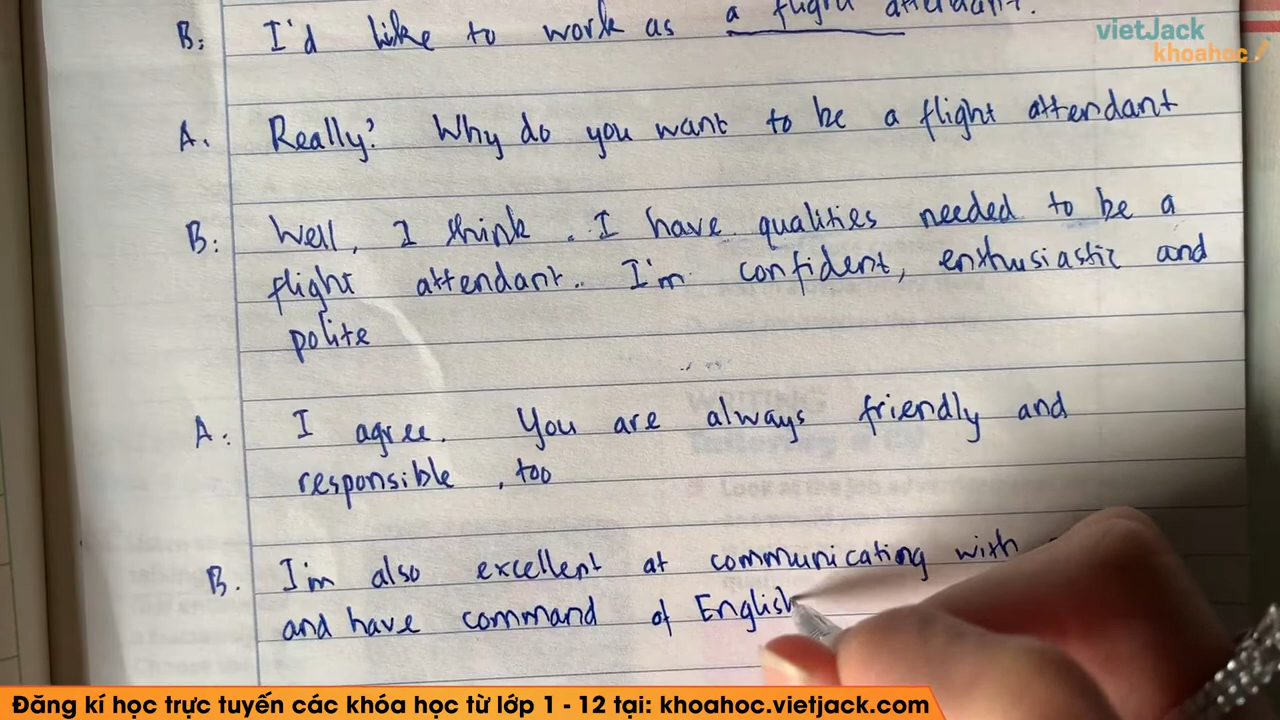 B: I'd like to work as a flight attendant.
vietJack
khoahoc
A. Really? Why do you want to be a flight attendant
B: Well, I think. I have qualities needed to be a
flight attendant.. I'm confident, enthusiastic and
polite
A: I agree. You are always friendly and
responsible, too
B. I'm also excellent at communicating with
and have command of English
Đăng kí học trực tuyến các khóa học từ lớp 1 - 12 tại: khoahoc.vietjack.com